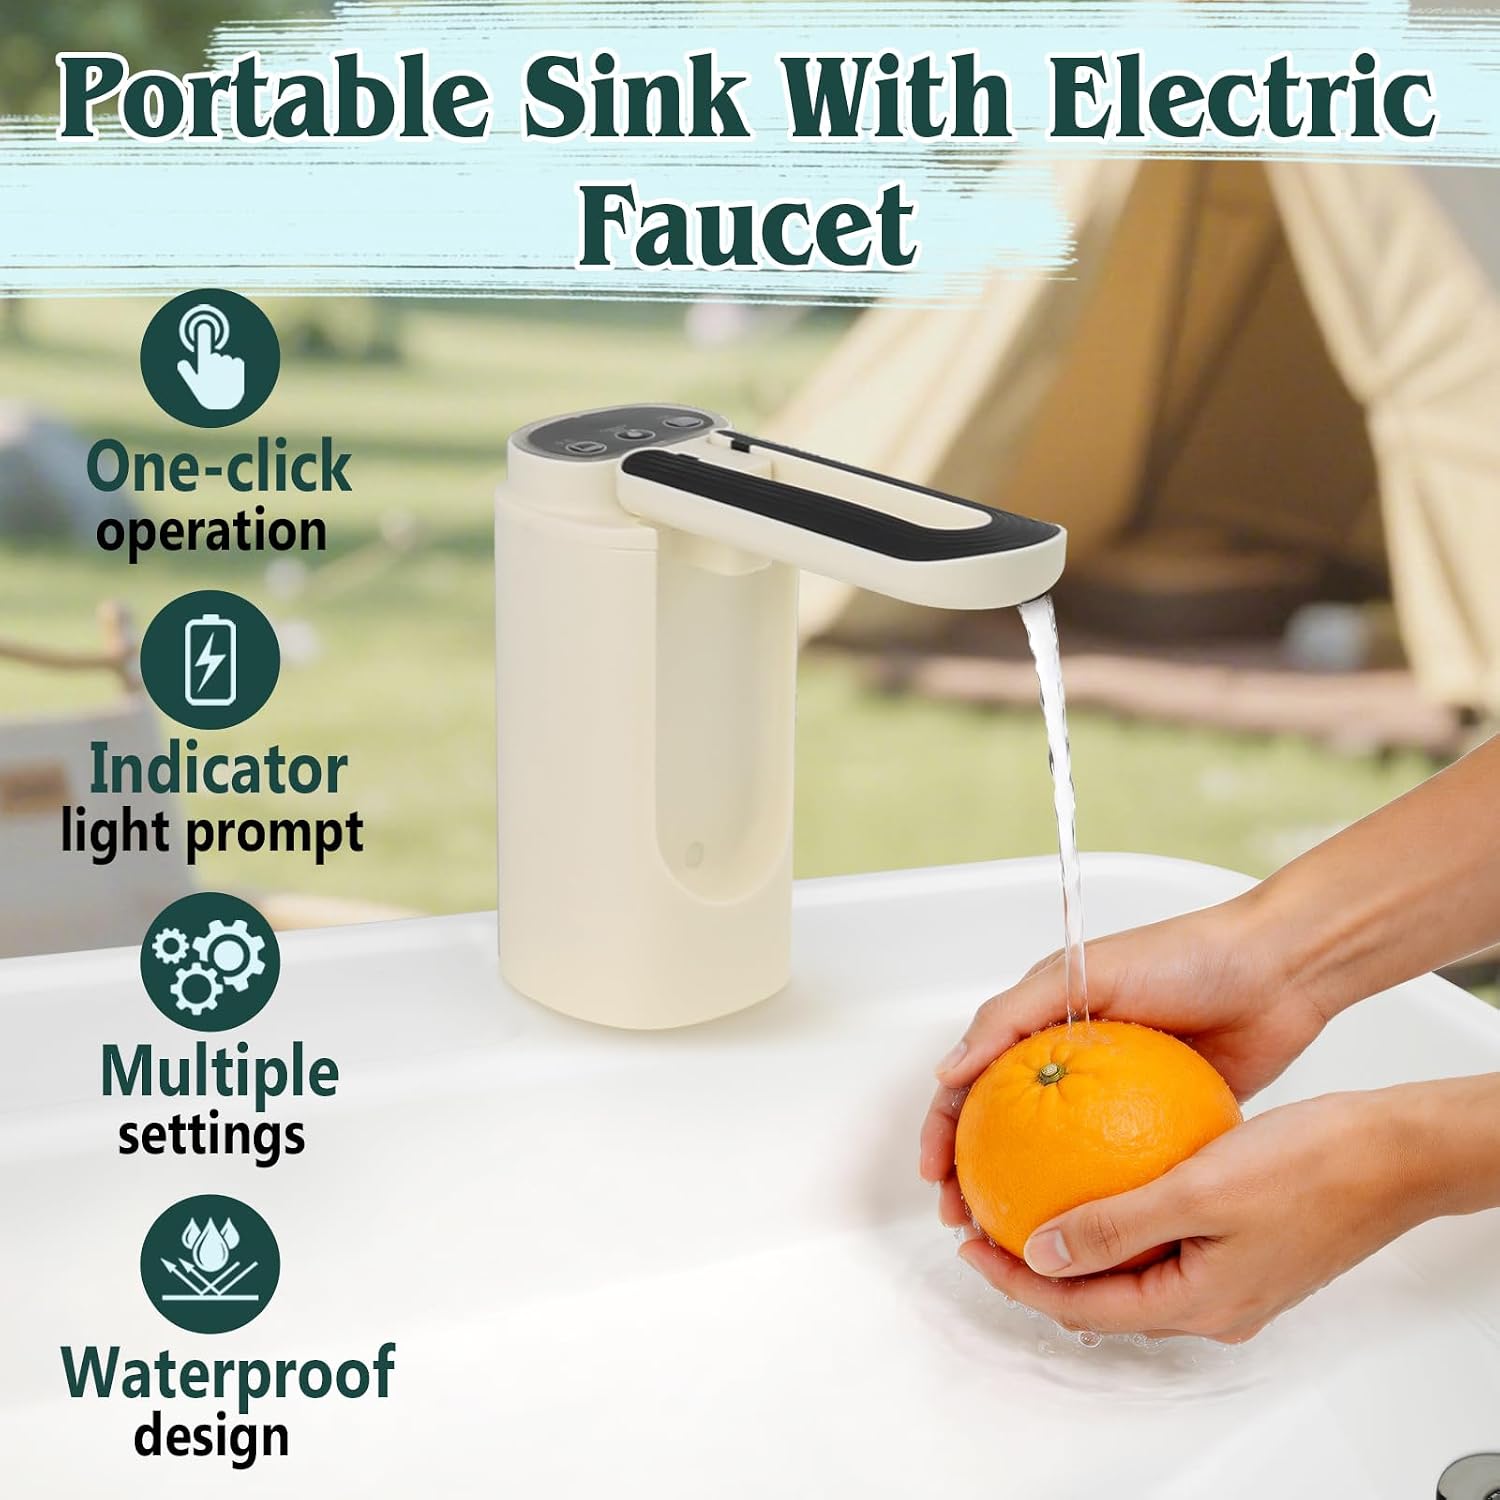 Portable Sink With Electric
Faucet
One-click
operation
Indicator
light prompt
Multiple
settings
Waterproof
design